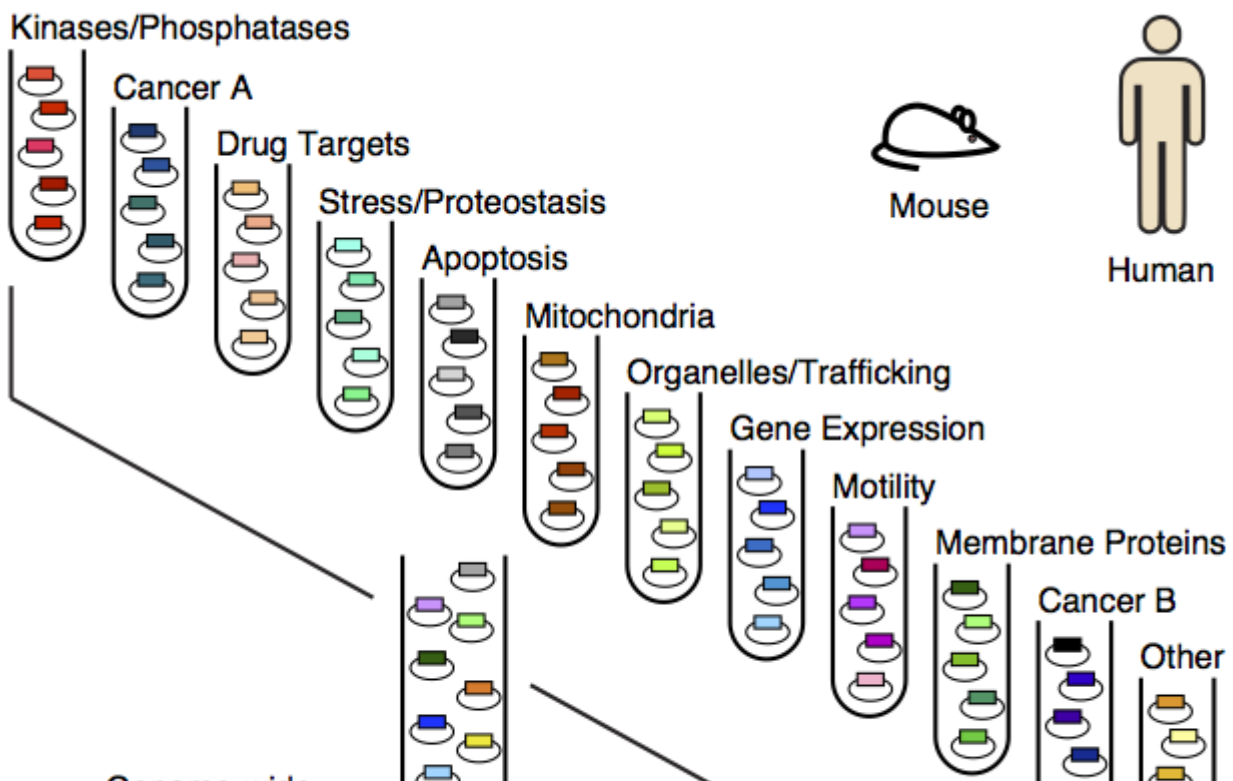 Kinases/Phosphatases
Cancer A
Drug Targets
Stress/Proteostasis
Apoptosis
Mitochondria
Organelles/Trafficking
Gene Expression
Motility
Membrane Proteins
Cancer B
Other
Mouse
Human